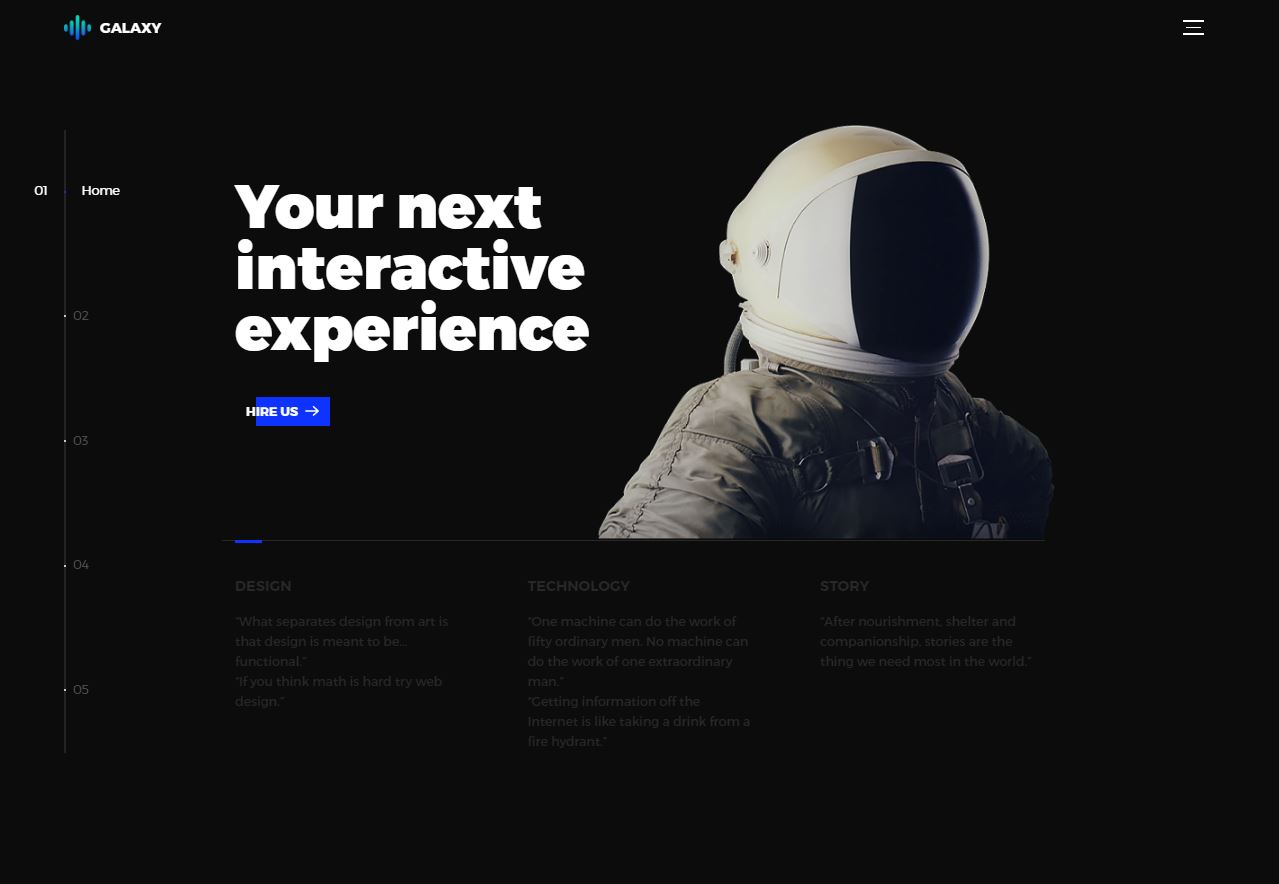 GALAXY
01 Home
Your next
interactive
experience
02
HIRE US
03
04
05
DESIGN
"What separates design from art is
that design is meant to be...
functional."
"If you think math is hard try web
design."
TECHNOLOGY
"One machine can do the work of
fifty ordinary men. No machine can
do the work of one extraordinary
man."
"Getting information off the
Internet is like taking a drink from a
fire hydrant."
STORY
"After nourishment, shelter and
companionship, stories are the
thing we need most in the world."